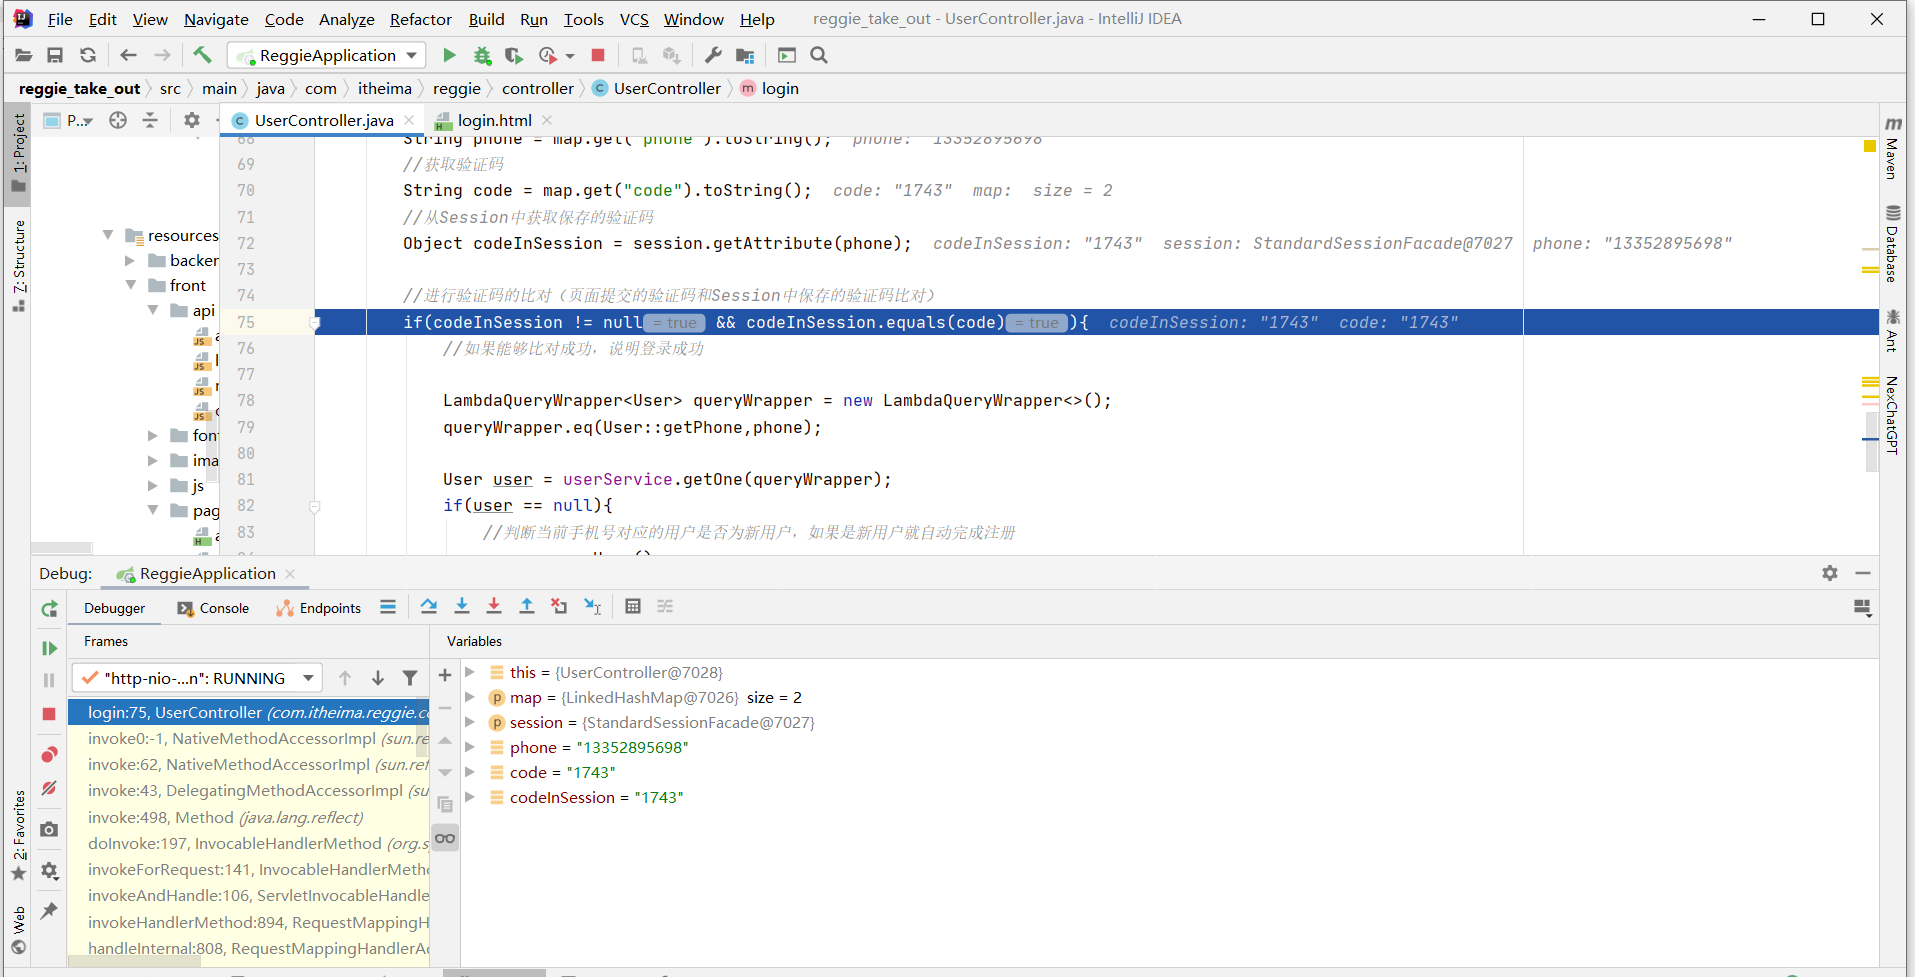 File Edit View Navigate Code Analyze Refactor Build Run Tools VCS Window Help reggie_take_out - UserController.java - IntelliJ IDEA
ReggieApplication
reggie_take_out src main java com itheima reggie controller UserController login
1: Project
7: Structure
2: Favorites
Web
P...
UserController.java
login.html
resources
front
api
js
68 String phone = map.get("phone").toString(); phone: "13352895698"
69 //获取验证码
70 String code = map.get("code").toString(); code: "1743" map: size = 2
71 //从Session中获取保存的验证码
72 Object codeInSession = session.getAttribute(phone); codeInSession: "1743" session: StandardSessionFacade@7027 phone: "13352895698"
73
74 //进行验证码的比对（页面提交的验证码和Session中保存的验证码比对）
75 if(codeInSession != null = true && codeInSession.equals(code) = true ){ codeInSession: "1743" code: "1743"
76 //如果能够比对成功，说明登录成功
77
78 LambdaQueryWrapper<User> queryWrapper = new LambdaQueryWrapper<>();
79 queryWrapper.eq(User::getPhone,phone);
80
81 User user = userService.getOne(queryWrapper);
82 if(user == null){
83 //判断当前手机号对应的用户是否为新用户，如果是新用户就自动完成注册
Maven
Database
Ant
NexChatGPT
Debug: ReggieApplication
Debugger Console Endpoints
Frames
"http-nio-...n": RUNNING
login:75, UserController (com.itheima.reggie.c
invoke0:-1, NativeMethodAccessorImpl (sun.re
invoke:62, NativeMethodAccessorImpl (sun.ref
invoke:43, DelegatingMethodAccessorImpl (su
invoke:498, Method (java.lang.reflect)
doInvoke:197, InvocableHandlerMethod (org.s
invokeForRequest:141, InvocableHandlerMetho
invokeAndHandle:106, ServletInvocableHandle
invokeHandlerMethod:894, RequestMappingH
handleInternal:808, RequestMappingHandlerA
Variables
this = {UserController@7028}
map = {LinkedHashMap@7026} size = 2
session = {StandardSessionFacade@7027}
phone = "13352895698"
code = "1743"
codeInSession = "1743"